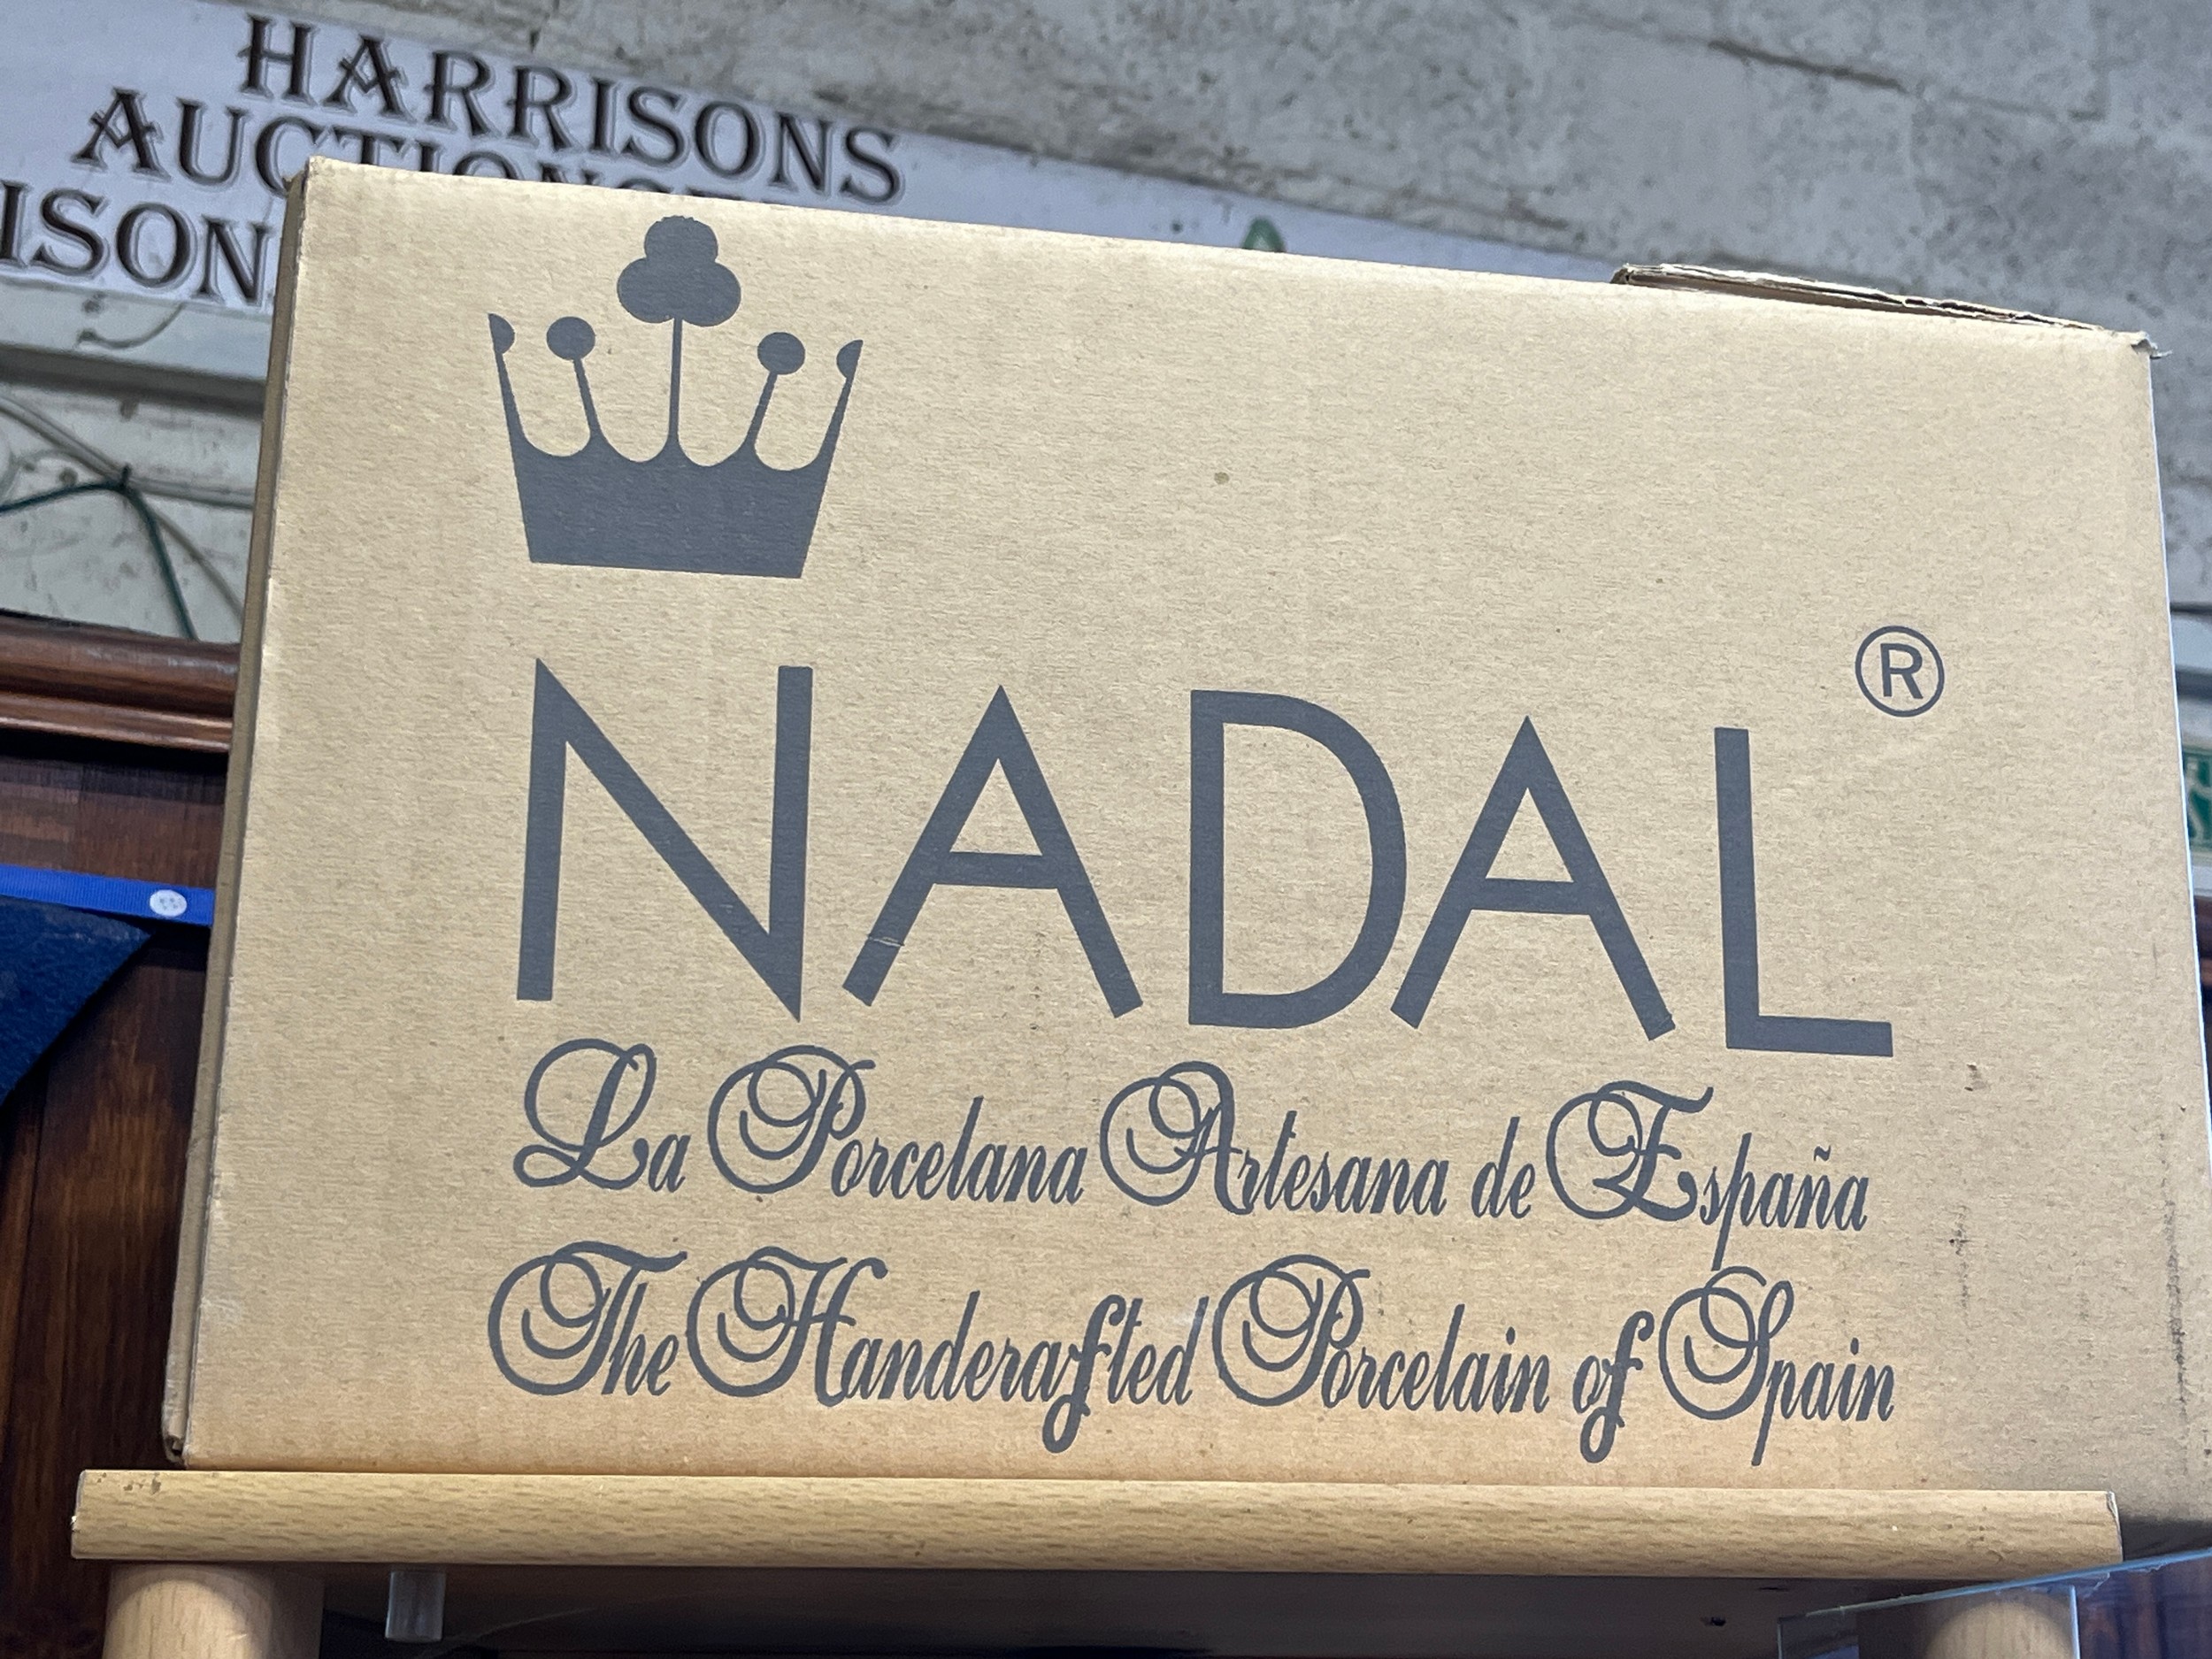 HARRISONS
NADAL®
La Porcelana Artesana de España
The Handcrafted Porcelain of Spain